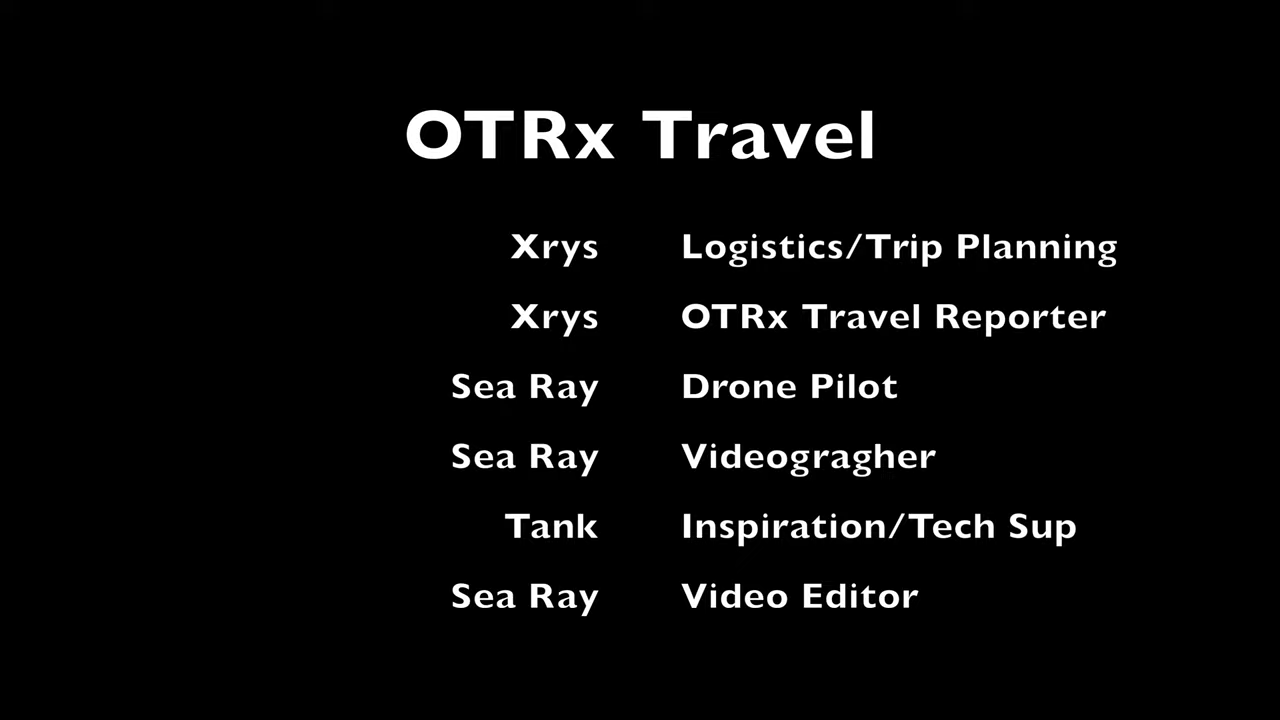 OTRx Travel
Xrys Logistics/Trip Planning
Xrys OTRx Travel Reporter
Sea Ray Drone Pilot
Sea Ray Videogragher
Tank Inspiration/Tech Sup
Sea Ray Video Editor